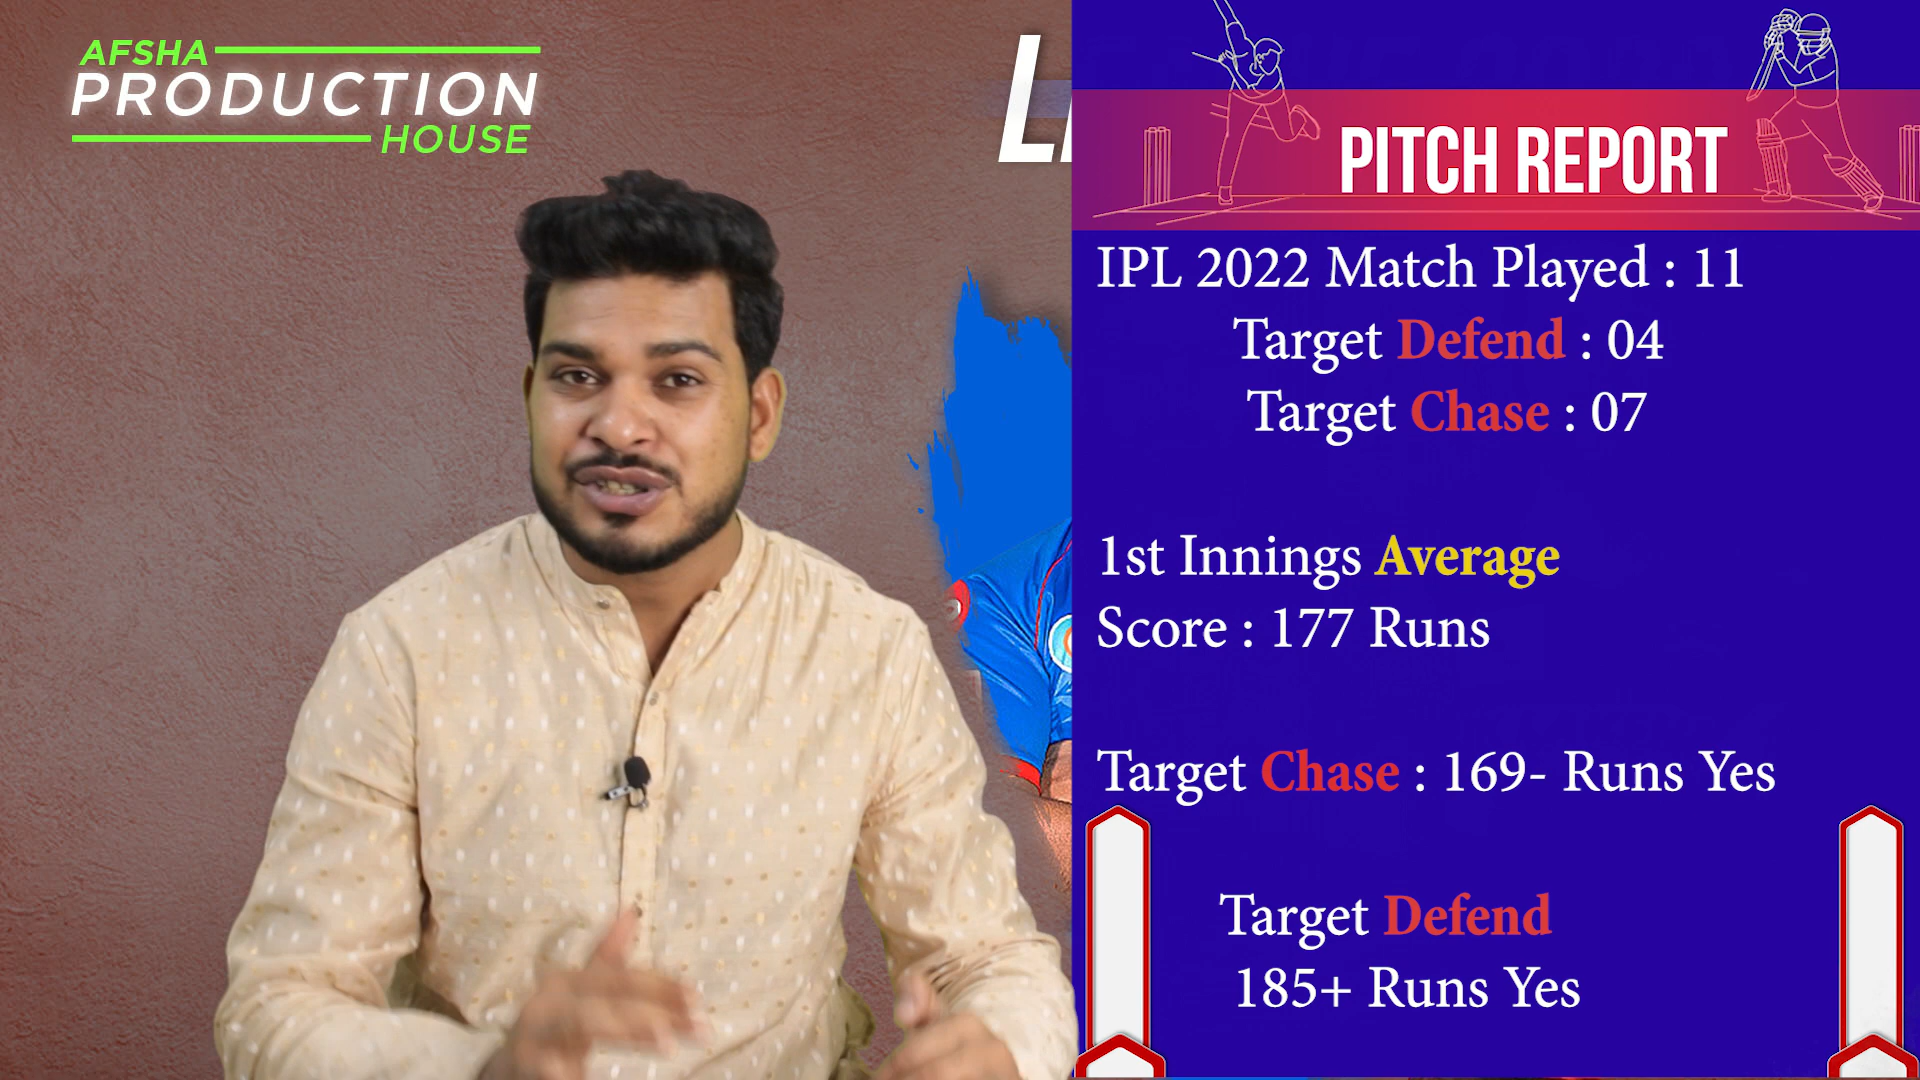 AFSHA
PRODUCTION
HOUSE
PITCH REPORT
IPL 2022 Match Played : 11
Target Defend : 04
Target Chase : 07
1st Innings Average
Score : 177 Runs
Target Chase : 169- Runs Yes
Target Defend
185+ Runs Yes